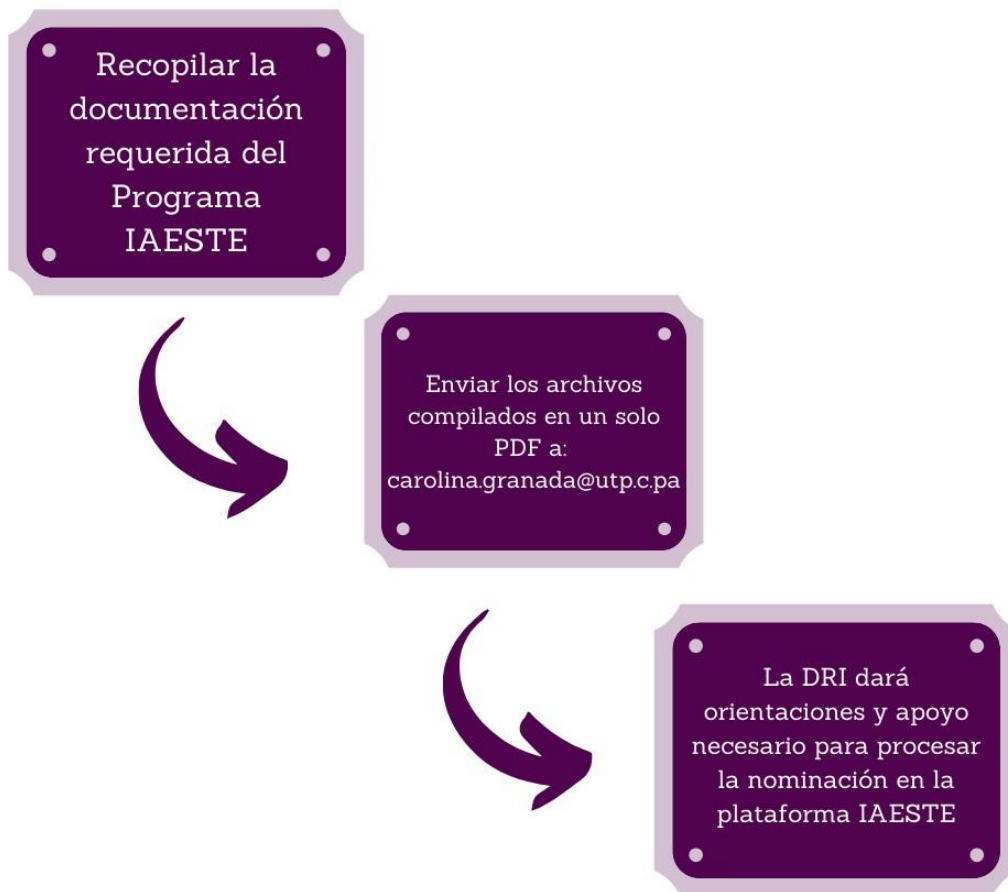 Recopilar la
documentación
requerida del
Programa
IAESTE
Enviar los archivos
compilados en un solo
PDF a:
carolina.granada@utp.c.pa
La DRI dará
orientaciones y apoyo
necesario para procesar
la nominación en la
plataforma IAESTE